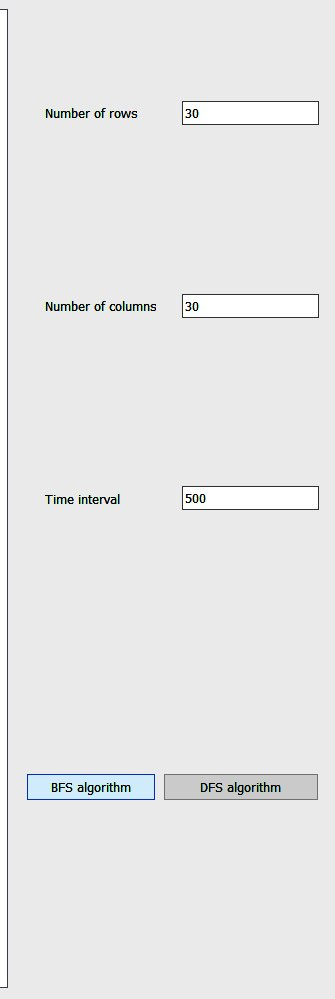 Number of rows 30
Number of columns 30
Time interval 500
BFS algorithm DFS algorithm